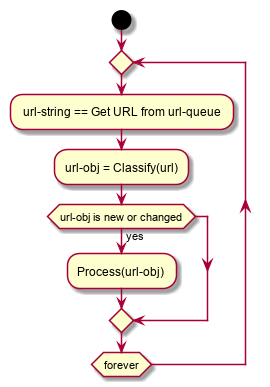 url-string == Get URL from url-queue
url-obj = Classify(url)
url-obj is new or changed
yes
Process(url-obj)
forever